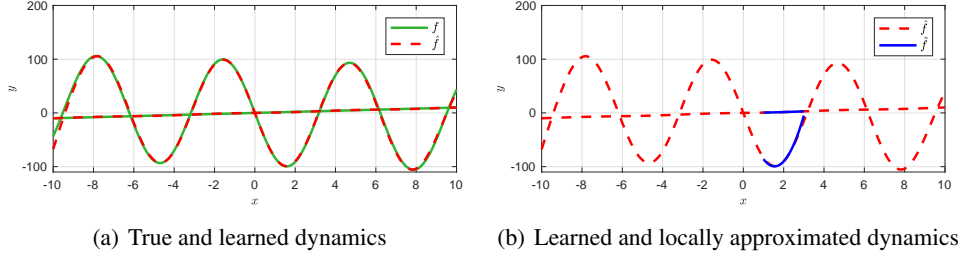 200
100
0
-100
y
-10 -8 -6 -4 -2 0 2 4 6 8 10
x
f
f̂
(a) True and learned dynamics
200
100
0
-100
y
-10 -8 -6 -4 -2 0 2 4 6 8 10
x
f̂
f̃
(b) Learned and locally approximated dynamics